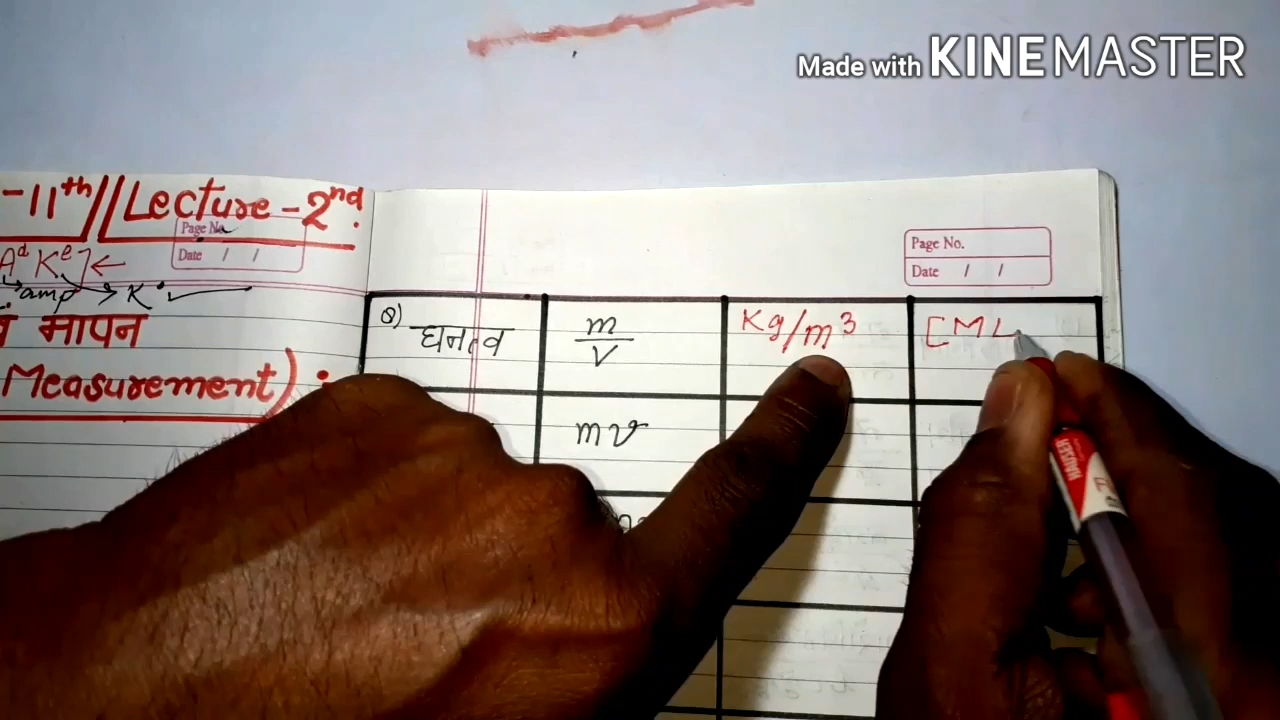 Made with KINEMASTER
-11th//Lecture-2nd.
Page No.
Date / /
A^d K^e]←
amp → K
मापन
Measurement) :
Page No.
Date / /
घनत्व
m/V
Kg/m³
[ML
mv